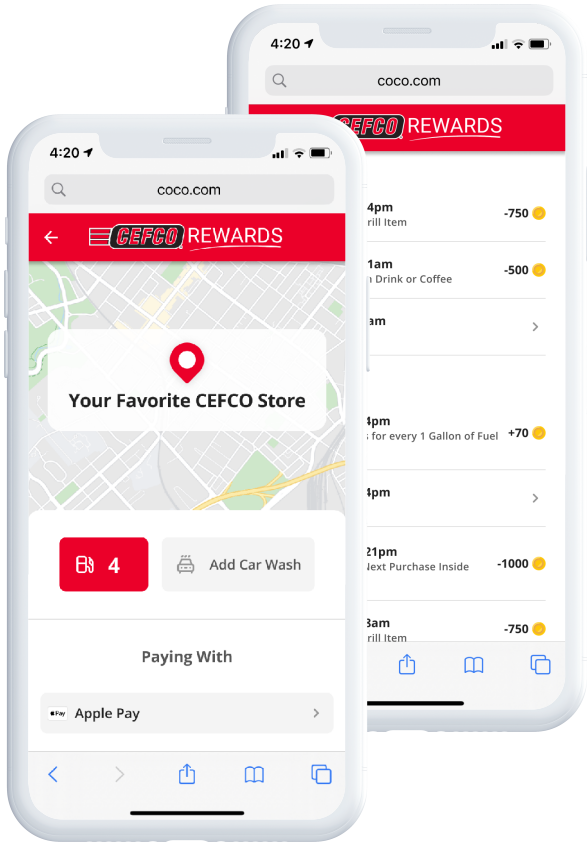 4:20
coco.com
CEFCO REWARDS
Your Favorite CEFCO Store
4
Add Car Wash
Paying With
Pay
Apple Pay
4:20
coco.com
CEFCO REWARDS
4pm
-750
rill Item
1am
-500
Drink or Coffee
am
4pm
for every 1 Gallon of Fuel
+70
4pm
21pm
Next Purchase Inside
-1000
8am
-750
rill Item